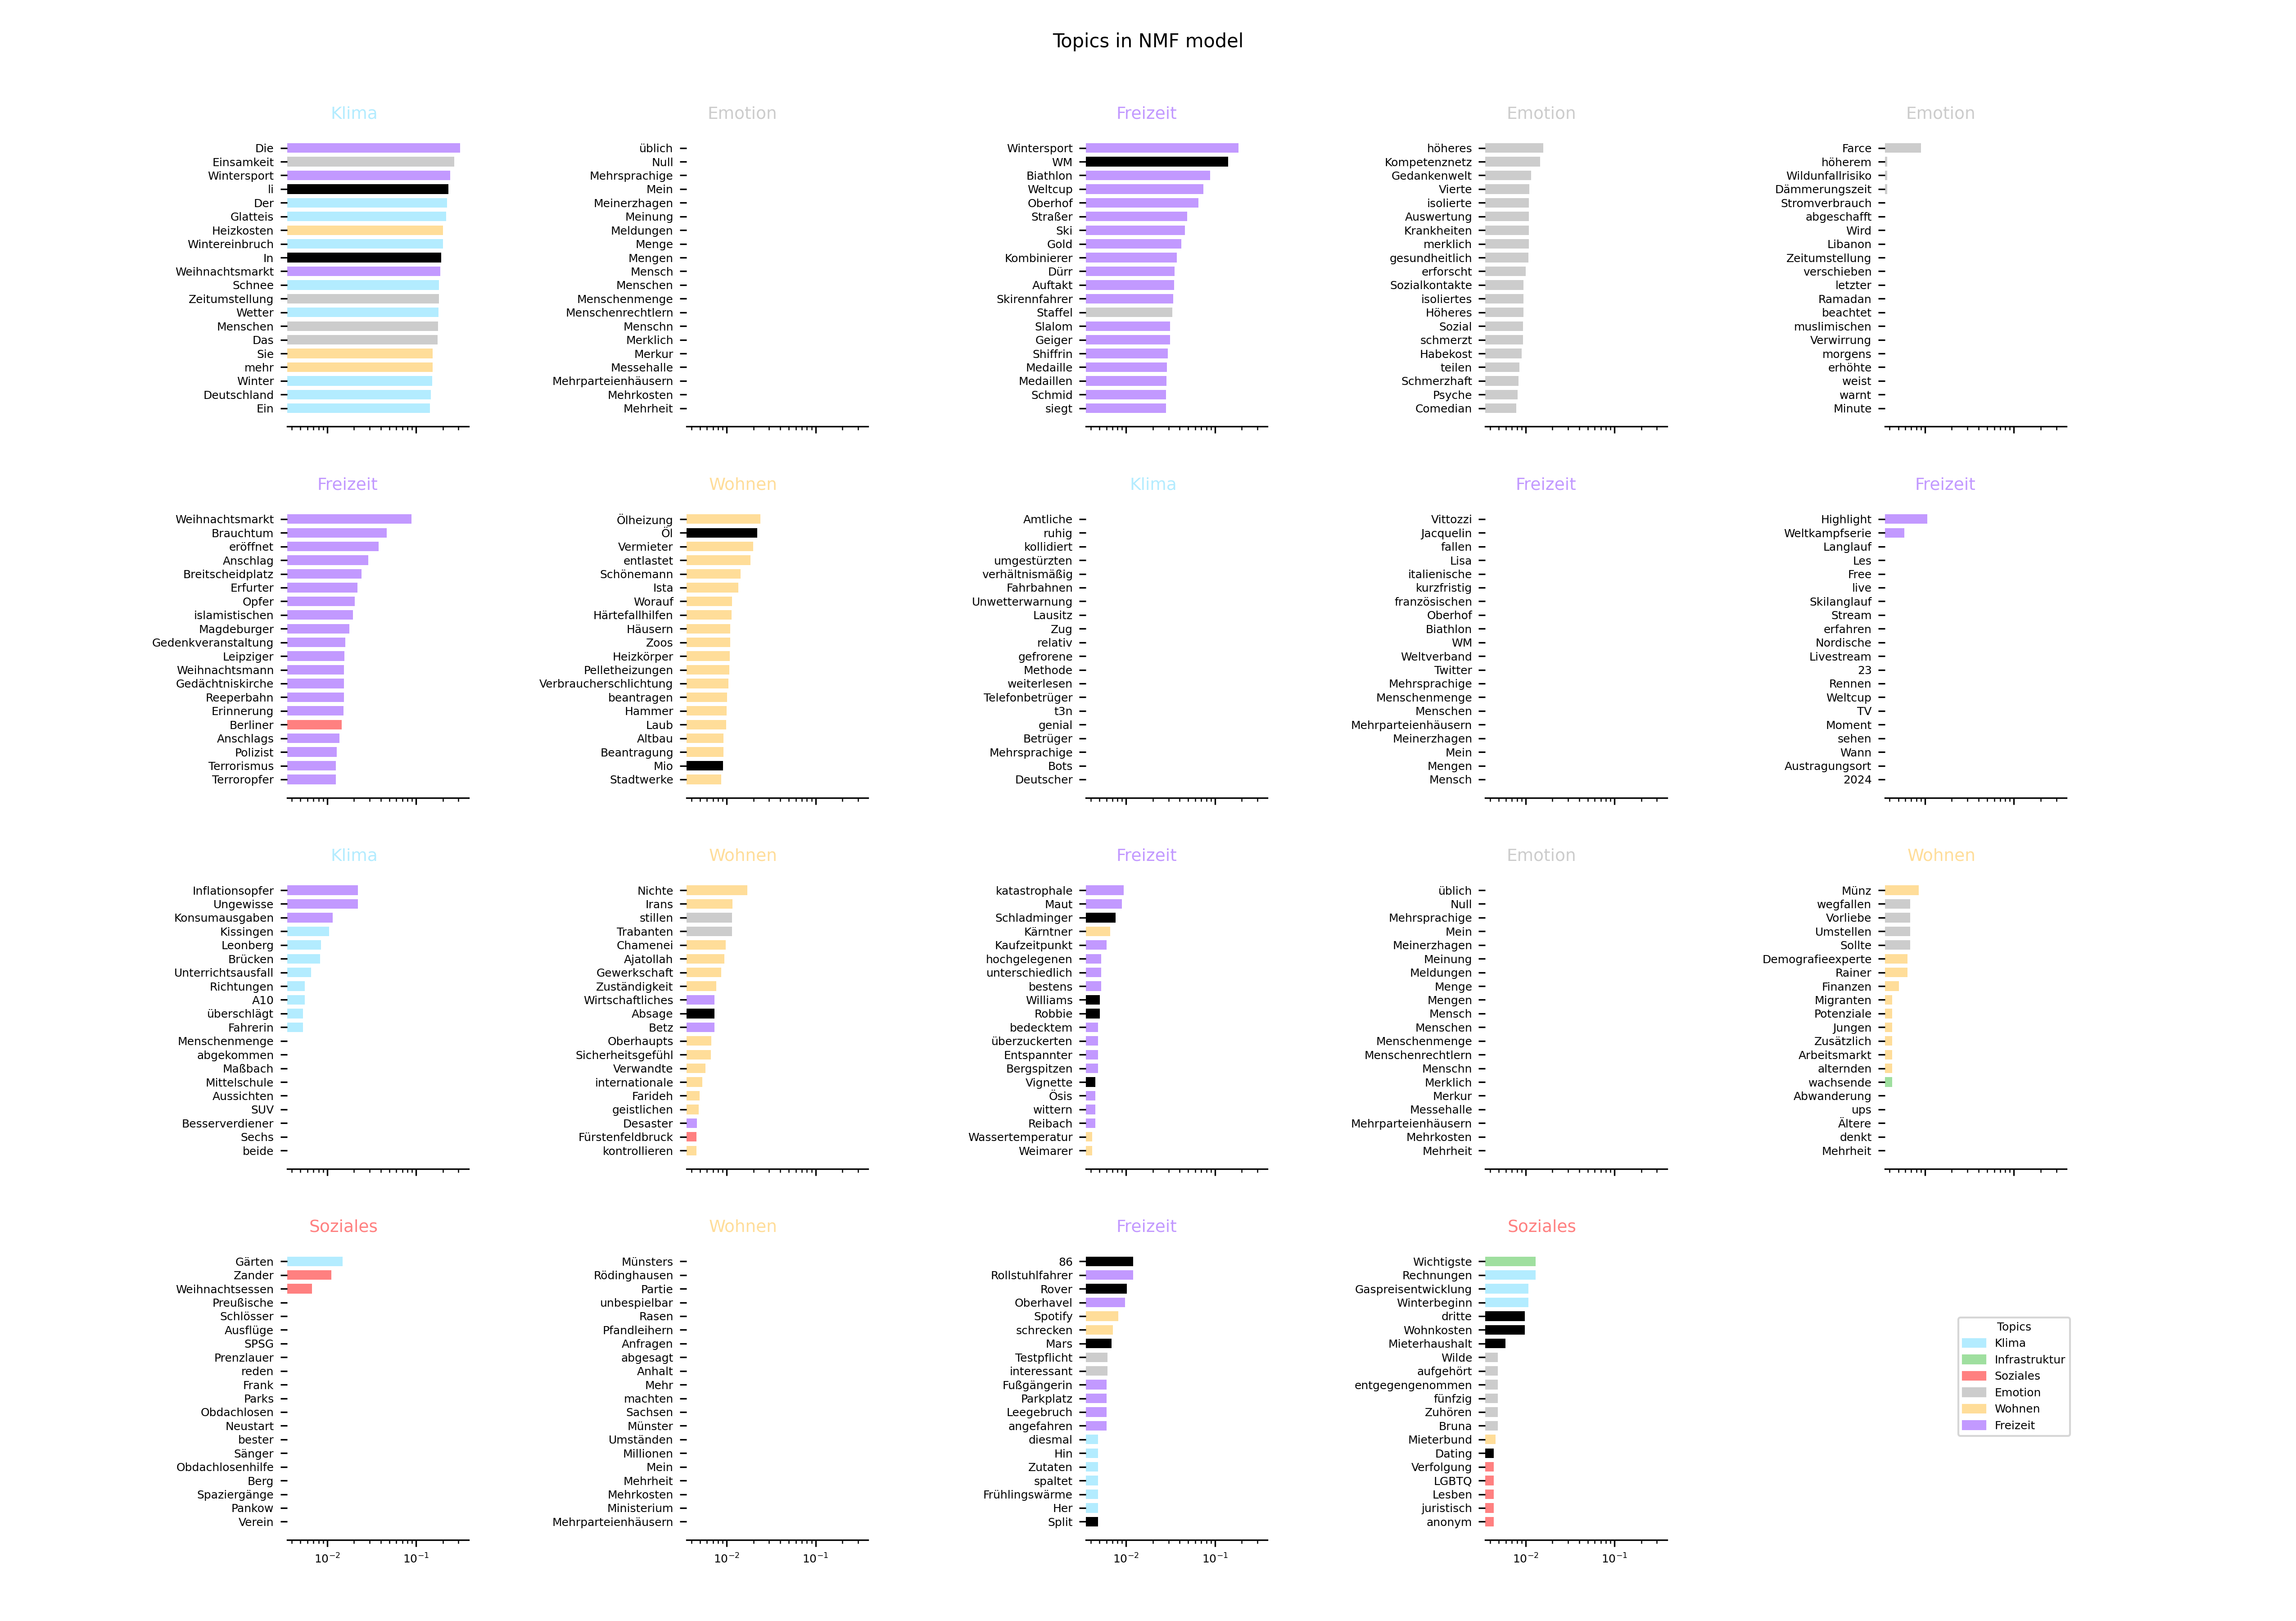 Topics in NMF model
Klima
Die
Einsamkeit
Wintersport
li
Der
Glatteis
Heizkosten
Wintereinbruch
In
Weihnachtsmarkt
Schnee
Zeitumstellung
Wetter
Menschen
Das
Sie
mehr
Winter
Deutschland
Ein
Emotion
üblich
Null
Mehrsprachige
Mein
Meinerzhagen
Meinung
Meldungen
Menge
Mengen
Mensch
Menschen
Menschenmenge
Menschenrechtlern
Menschn
Merklich
Merkur
Messehalle
Mehrparteienhäusern
Mehrkosten
Mehrheit
Freizeit
Wintersport
WM
Biathlon
Weltcup
Oberhof
Straßer
Ski
Gold
Kombinierer
Dürr
Auftakt
Skirennfahrer
Staffel
Slalom
Geiger
Shiffrin
Medaille
Medaillen
Schmid
siegt
Emotion
höheres
Kompetenznetz
Gedankenwelt
Vierte
isolierte
Auswertung
Krankheiten
merklich
gesundheitlich
erforscht
Sozialkontakte
isoliertes
Höheres
Sozial
schmerzt
Habekost
teilen
Schmerzhaft
Psyche
Comedian
Emotion
Farce
höherem
Wildunfallrisiko
Dämmerungszeit
Stromverbrauch
abgeschafft
Wird
Libanon
Zeitumstellung
verschieben
letzter
Ramadan
beachtet
muslimischen
Verwirrung
morgens
erhöhte
weist
warnt
Minute
Freizeit
Weihnachtsmarkt
Brauchtum
eröffnet
Anschlag
Breitscheidplatz
Erfurter
Opfer
islamistischen
Magdeburger
Gedenkveranstaltung
Leipziger
Weihnachtsmann
Gedächtniskirche
Reeperbahn
Erinnerung
Berliner
Anschlags
Polizist
Terrorismus
Terroropfer
Wohnen
Ölheizung
Öl
Vermieter
entlastet
Schönemann
Ista
Worauf
Härtefallhilfen
Häusern
Zoos
Heizkörper
Pelletheizungen
Verbraucherschlichtung
beantragen
Hammer
Laub
Altbau
Beantragung
Mio
Stadtwerke
Klima
Amtliche
ruhig
kollidiert
umgestürzten
verhältnismäßig
Fahrbahnen
Unwetterwarnung
Lausitz
Zug
relativ
gefrorene
Methode
weiterlesen
Telefonbetrüger
t3n
genial
Betrüger
Mehrsprachige
Bots
Deutscher
Freizeit
Vittozzi
Jacquelin
fallen
Lisa
italienische
kurzfristig
französischen
Oberhof
Biathlon
WM
Weltverband
Twitter
Mehrsprachige
Menschenmenge
Menschen
Mehrparteienhäusern
Meinerzhagen
Mein
Mengen
Mensch
Freizeit
Highlight
Weltkampfserie
Langlauf
Les
Free
live
Skilanglauf
Stream
erfahren
Nordische
Livestream
23
Rennen
Weltcup
TV
Moment
sehen
Wann
Austragungsort
2024
Klima
Inflationsopfer
Ungewisse
Konsumausgaben
Kissingen
Leonberg
Brücken
Unterrichtsausfall
Richtungen
A10
überschlägt
Fahrerin
Menschenmenge
abgekommen
Maßbach
Mittelschule
Aussichten
SUV
Besserverdiener
Sechs
beide
Wohnen
Nichte
Irans
stillen
Trabanten
Chamenei
Ajatollah
Gewerkschaft
Zuständigkeit
Wirtschaftliches
Absage
Betz
Oberhaupts
Sicherheitsgefühl
Verwandte
internationale
Farideh
geistlichen
Desaster
Fürstenfeldbruck
kontrollieren
Freizeit
katastrophale
Maut
Schladminger
Kärntner
Kaufzeitpunkt
hochgelegenen
unterschiedlich
bestens
Williams
Robbie
bedecktem
überzuckerten
Entspannter
Bergspitzen
Vignette
Ösis
wittern
Reibach
Wassertemperatur
Weimarer
Emotion
üblich
Null
Mehrsprachige
Mein
Meinerzhagen
Meinung
Meldungen
Menge
Mengen
Mensch
Menschen
Menschenmenge
Menschenrechtlern
Menschn
Merklich
Merkur
Messehalle
Mehrparteienhäusern
Mehrkosten
Mehrheit
Wohnen
Münz
wegfallen
Vorliebe
Umstellen
Sollte
Demografieexperte
Rainer
Finanzen
Migranten
Potenziale
Jungen
Zusätzlich
Arbeitsmarkt
alternden
wachsende
Abwanderung
ups
Ältere
denkt
Mehrheit
Soziales
Gärten
Zander
Weihnachtsessen
Preußische
Schlösser
Ausflüge
SPSG
Prenzlauer
reden
Frank
Parks
Obdachlosen
Neustart
bester
Sänger
Obdachlosenhilfe
Berg
Spaziergänge
Pankow
Verein
10⁻² 10⁻¹
Wohnen
Münsters
Rödinghausen
Partie
unbespielbar
Rasen
Pfandleihern
Anfragen
abgesagt
Anhalt
Mehr
machten
Sachsen
Münster
Umständen
Millionen
Mein
Mehrheit
Mehrkosten
Ministerium
Mehrparteienhäusern
10⁻² 10⁻¹
Freizeit
86
Rollstuhlfahrer
Rover
Oberhavel
Spotify
schrecken
Mars
Testpflicht
interessant
Fußgängerin
Parkplatz
Leegebruch
angefahren
diesmal
Hin
Zutaten
spaltet
Frühlingswärme
Her
Split
10⁻² 10⁻¹
Soziales
Wichtigste
Rechnungen
Gaspreisentwicklung
Winterbeginn
dritte
Wohnkosten
Mieterhaushalt
Wilde
aufgehört
entgegengenommen
fünfzig
Zuhören
Bruna
Mieterbund
Dating
Verfolgung
LGBTQ
Lesben
juristisch
anonym
10⁻² 10⁻¹
Topics
Klima
Infrastruktur
Soziales
Emotion
Wohnen
Freizeit